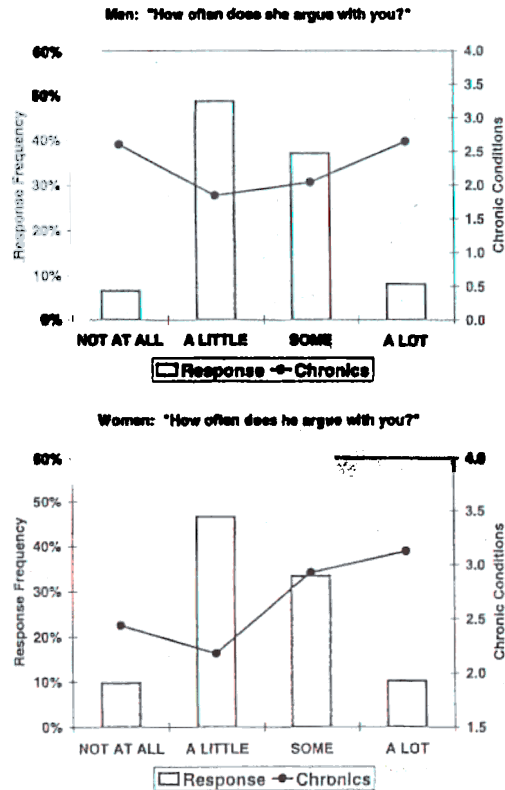 Men: "How often does she argue with you?"
60%
50%
40%
30%
20%
10%
0%
Response Frequency
4.0
3.5
3.0
2.5
2.0
1.5
1.0
0.5
0.0
Chronic Conditions
NOT AT ALL A LITTLE SOME A LOT
Response Chronics
Women: "How often does he argue with you?"
60%
50%
40%
30%
20%
10%
0%
Response Frequency
4.0
3.5
3.0
2.5
2.0
1.5
Chronic Conditions
NOT AT ALL A LITTLE SOME A LOT
Response Chronics